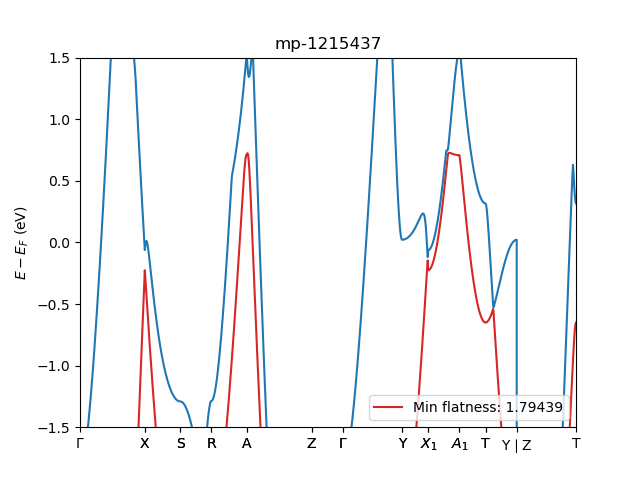 mp-1215437
E − E_F (eV)
1.5
1.0
0.5
0.0
−0.5
−1.0
−1.5
Min flatness: 1.79439
Γ X S R A Z Γ Y X₁ A₁ T Y | Z T